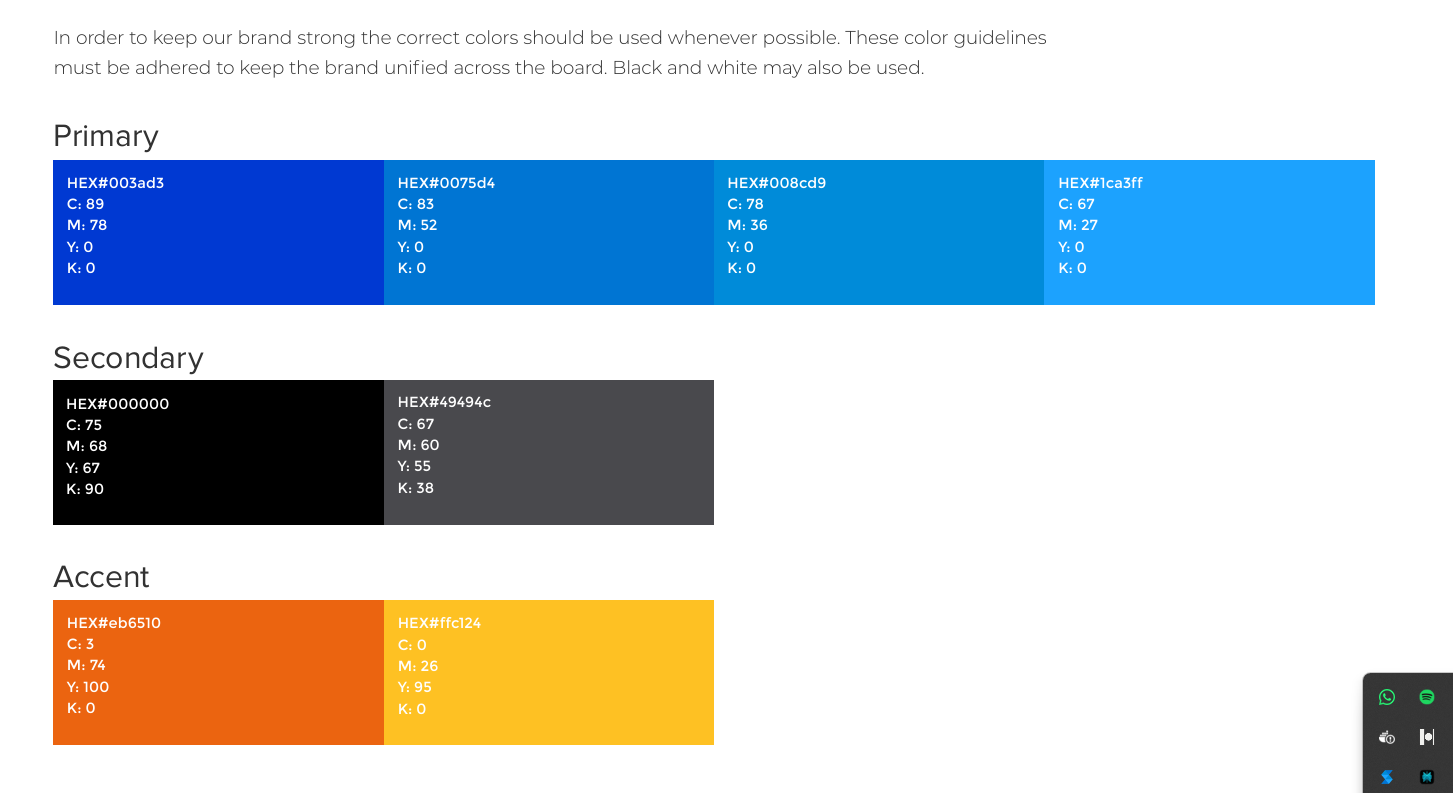 In order to keep our brand strong the correct colors should be used whenever possible. These color guidelines
must be adhered to keep the brand unified across the board. Black and white may also be used.
Primary
HEX#003ad3
C: 89
M: 78
Y: 0
K: 0
HEX#0075d4
C: 83
M: 52
Y: 0
K: 0
HEX#008cd9
C: 78
M: 36
Y: 0
K: 0
HEX#1ca3ff
C: 67
M: 27
Y: 0
K: 0
Secondary
HEX#000000
C: 75
M: 68
Y: 67
K: 90
HEX#49494c
C: 67
M: 60
Y: 55
K: 38
Accent
HEX#eb6510
C: 3
M: 74
Y: 100
K: 0
HEX#ffc124
C: 0
M: 26
Y: 95
K: 0